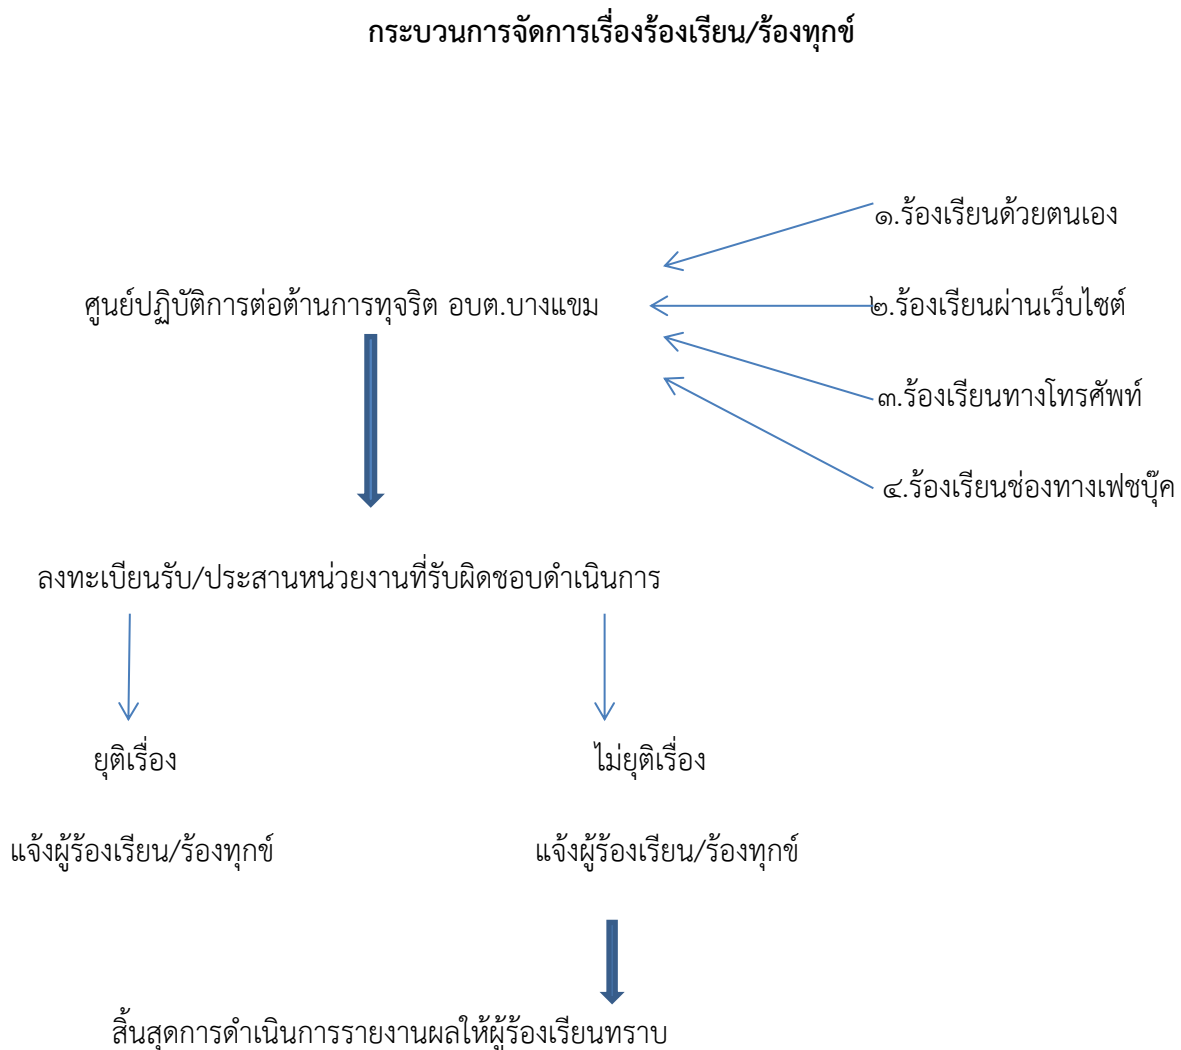 กระบวนการจัดการเรื่องร้องเรียน/ร้องทุกข์
๑.ร้องเรียนด้วยตนเอง
ศูนย์ปฏิบัติการต่อต้านการทุจริต อบต.บางแขม
๒.ร้องเรียนผ่านเว็บไซต์
๓.ร้องเรียนทางโทรศัพท์
๔.ร้องเรียนช่องทางเฟชบุ๊ค
ลงทะเบียนรับ/ประสานหน่วยงานที่รับผิดชอบดำเนินการ
ยุติเรื่อง
ไม่ยุติเรื่อง
แจ้งผู้ร้องเรียน/ร้องทุกข์
แจ้งผู้ร้องเรียน/ร้องทุกข์
สิ้นสุดการดำเนินการรายงานผลให้ผู้ร้องเรียนทราบ